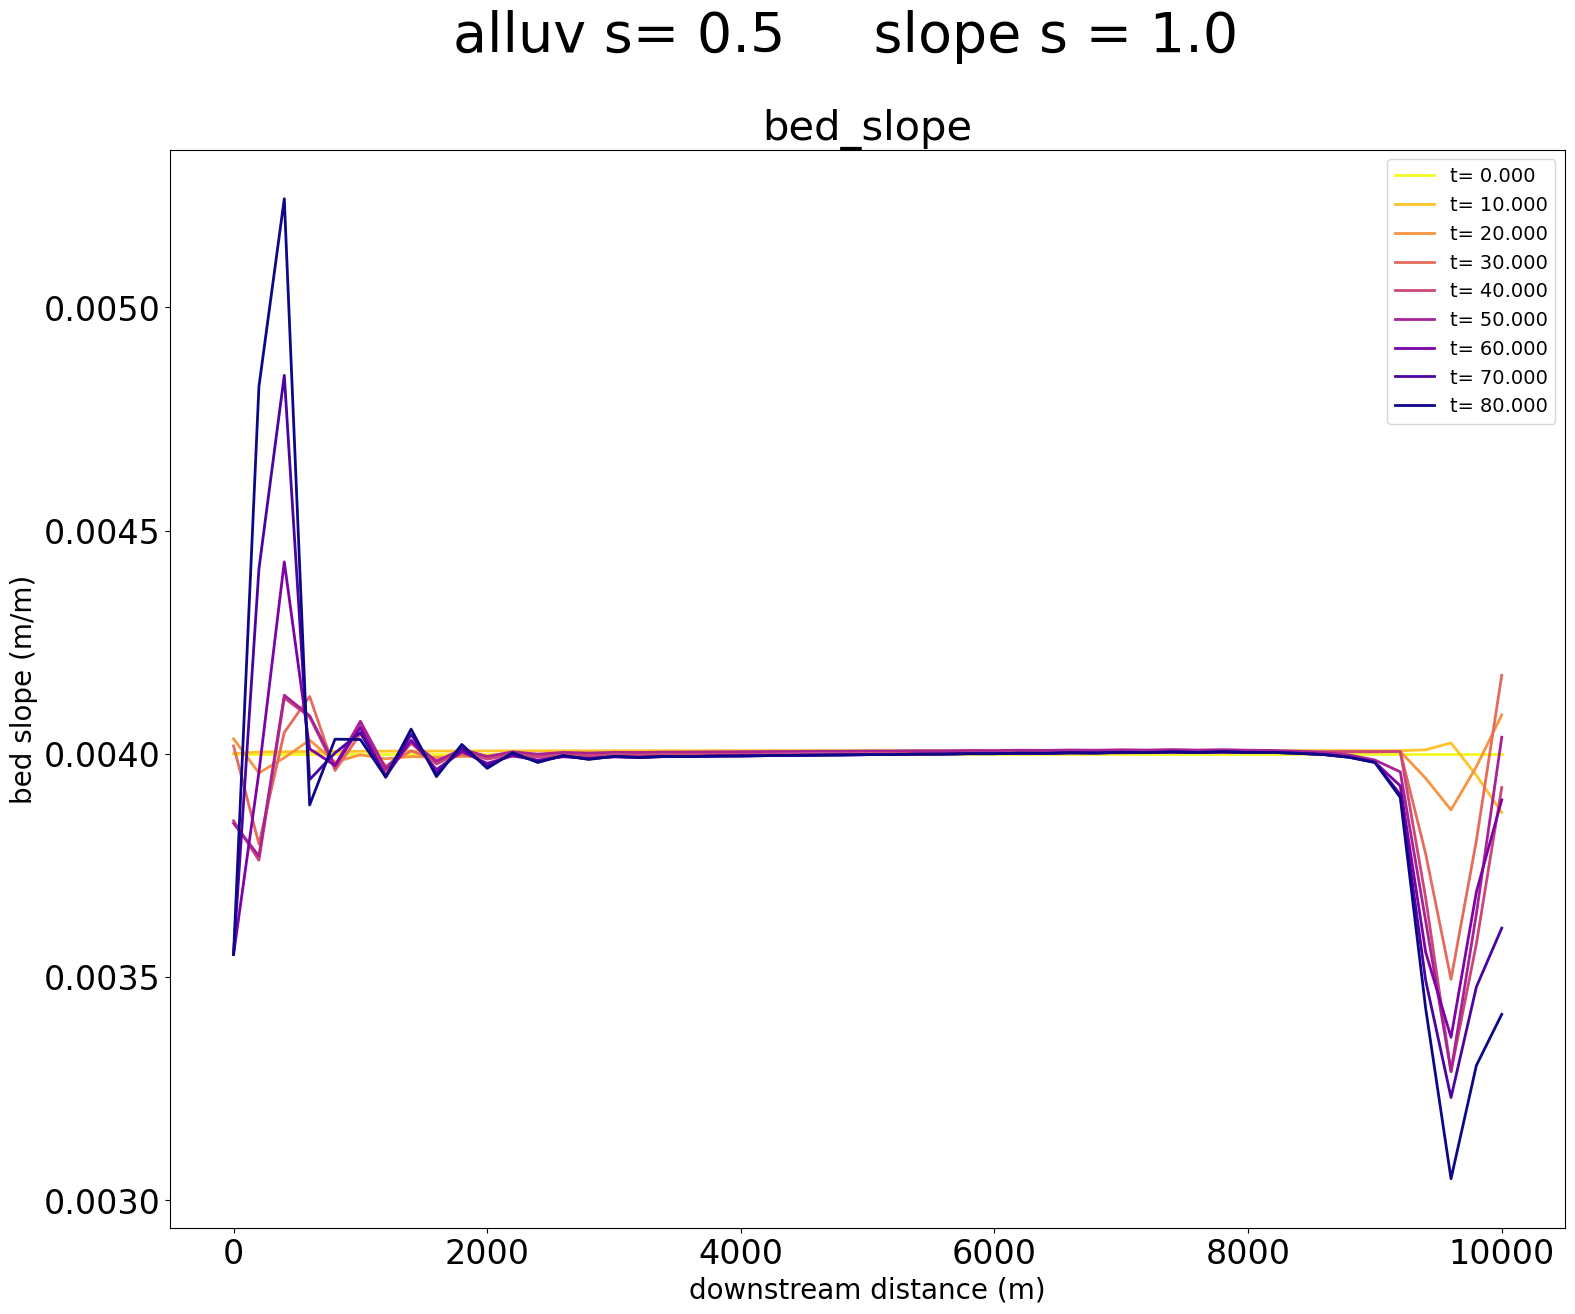 alluv s= 0.5 slope s = 1.0
bed_slope
t= 0.000
t= 10.000
t= 20.000
t= 30.000
t= 40.000
t= 50.000
t= 60.000
t= 70.000
t= 80.000
bed slope (m/m)
0.0050
0.0045
0.0040
0.0035
0.0030
0 2000 4000 6000 8000 10000
downstream distance (m)